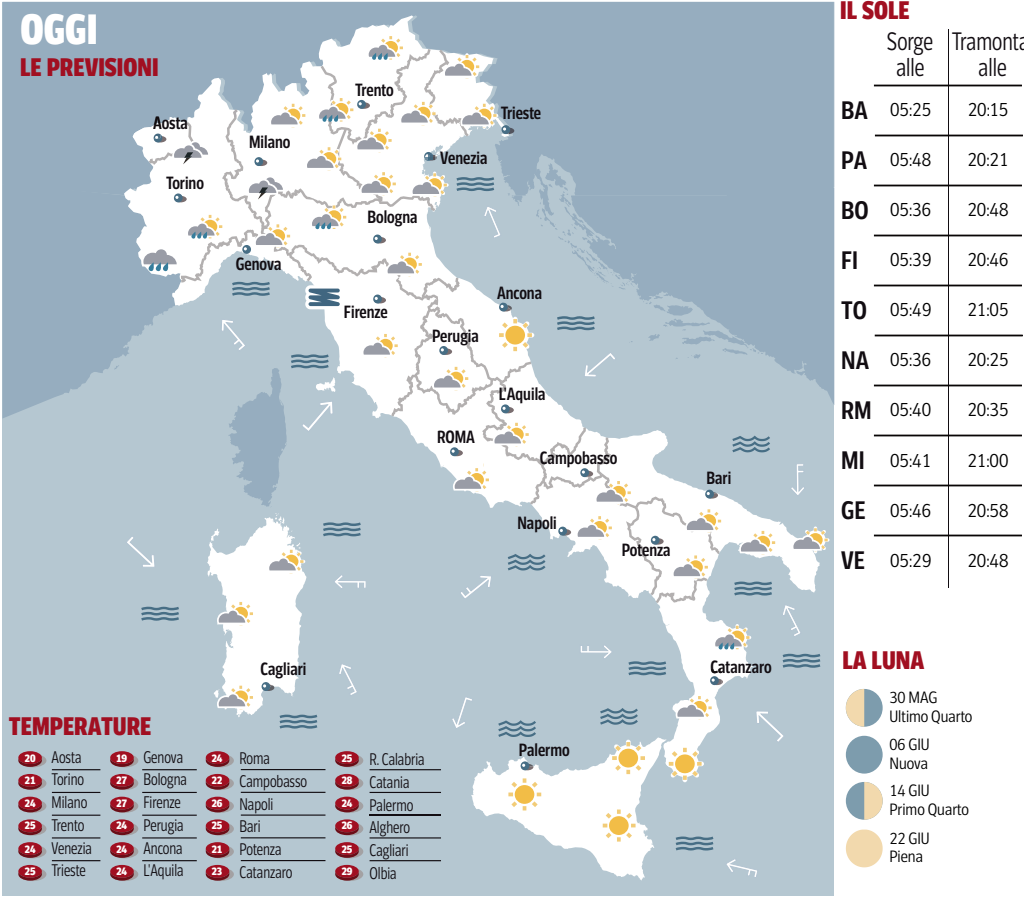 OGGI
LE PREVISIONI
Trento
Trieste
Aosta
Milano
Venezia
Torino
Bologna
Genova
Ancona
Firenze
Perugia
L'Aquila
ROMA
Campobasso
Bari
Napoli
Potenza
Cagliari
Catanzaro
Palermo
TEMPERATURE
20 Aosta
21 Torino
24 Milano
25 Trento
24 Venezia
25 Trieste
19 Genova
27 Bologna
27 Firenze
24 Perugia
24 Ancona
24 L'Aquila
24 Roma
22 Campobasso
26 Napoli
25 Bari
21 Potenza
23 Catanzaro
25 R. Calabria
28 Catania
24 Palermo
26 Alghero
25 Cagliari
29 Olbia
IL SOLE
Sorge Tramonta
alle alle
BA 05:25 20:15
PA 05:48 20:21
BO 05:36 20:48
FI 05:39 20:46
TO 05:49 21:05
NA 05:36 20:25
RM 05:40 20:35
MI 05:41 21:00
GE 05:46 20:58
VE 05:29 20:48
LA LUNA
30 MAG
Ultimo Quarto
06 GIU
Nuova
14 GIU
Primo Quarto
22 GIU
Piena